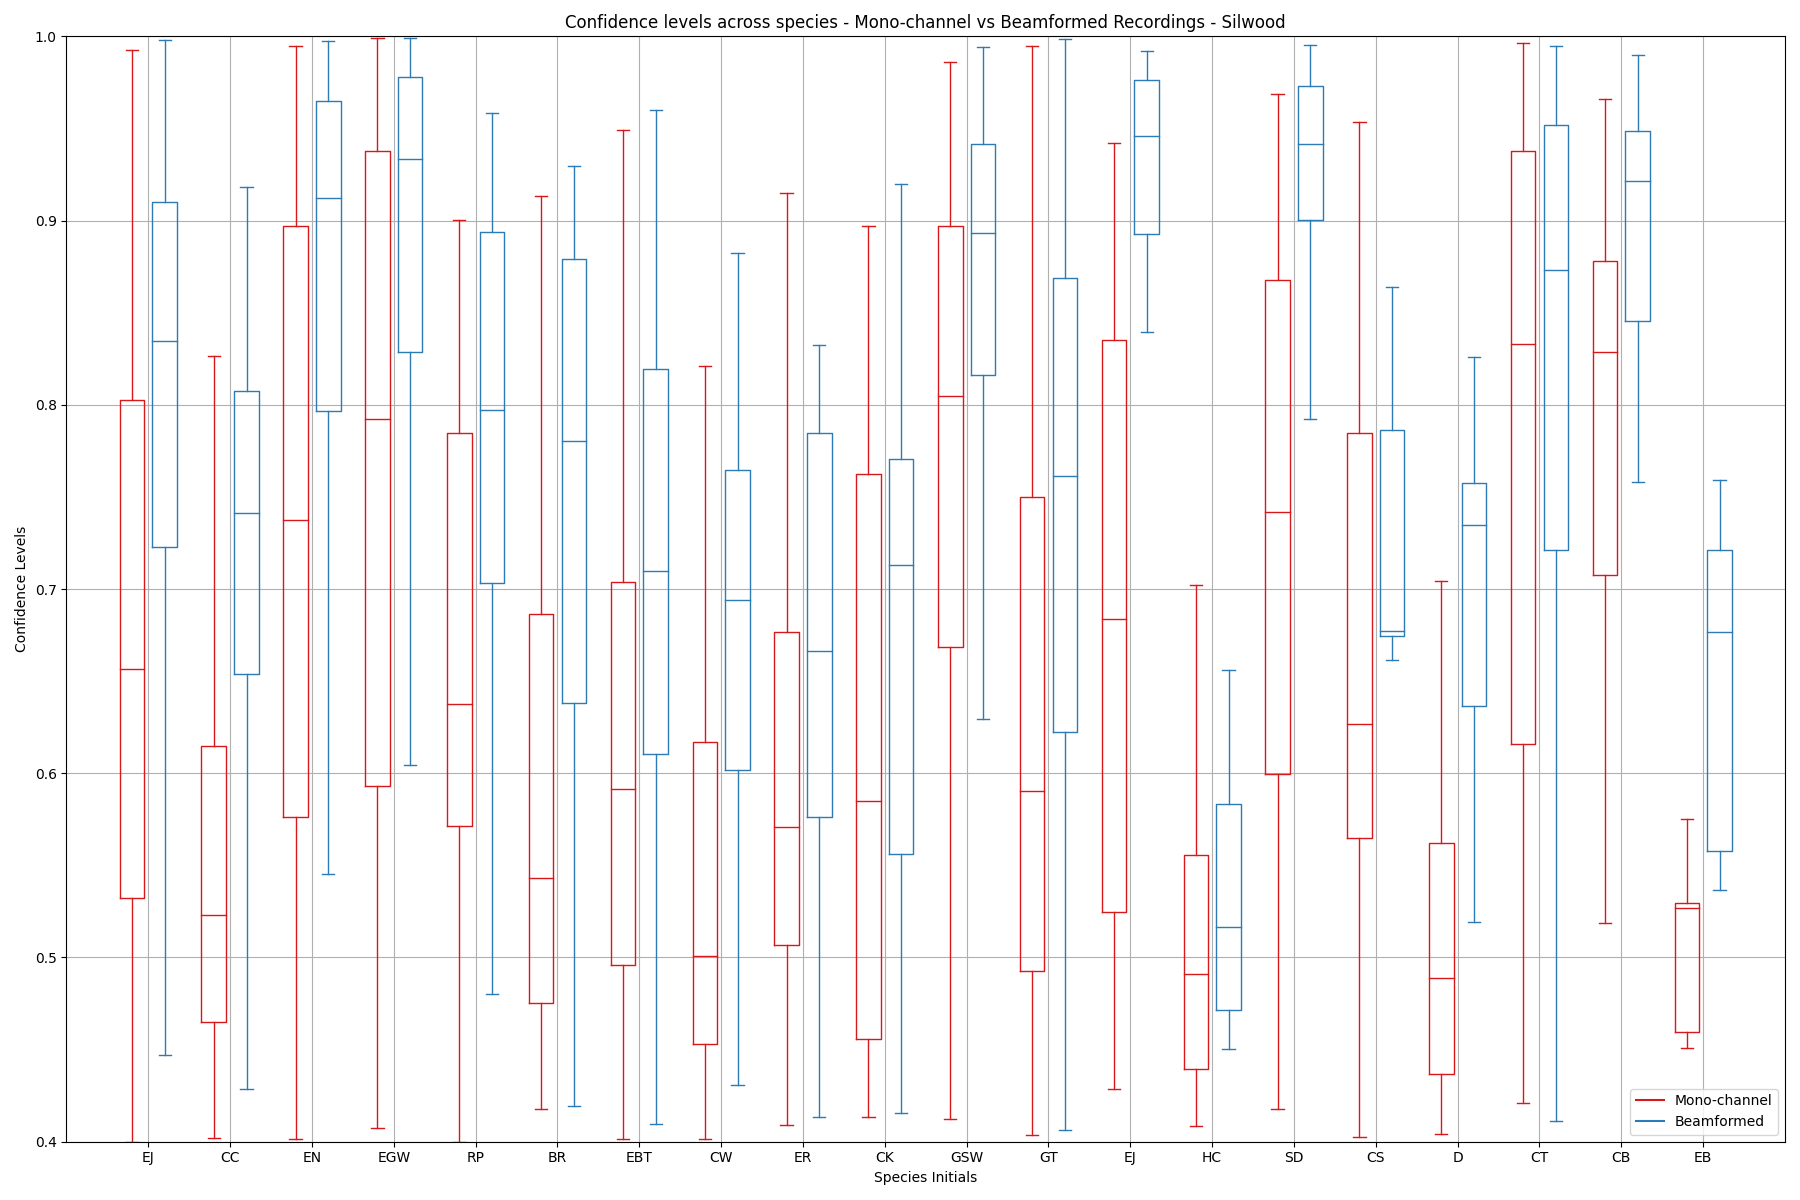 Confidence levels across species - Mono-channel vs Beamformed Recordings - Silwood
1.0
0.9
0.8
0.7
0.6
0.5
0.4
Confidence Levels
EJ CC EN EGW RP BR EBT CW ER CK GSW GT EJ HC SD CS D CT CB EB
Species Initials
Mono-channel
Beamformed